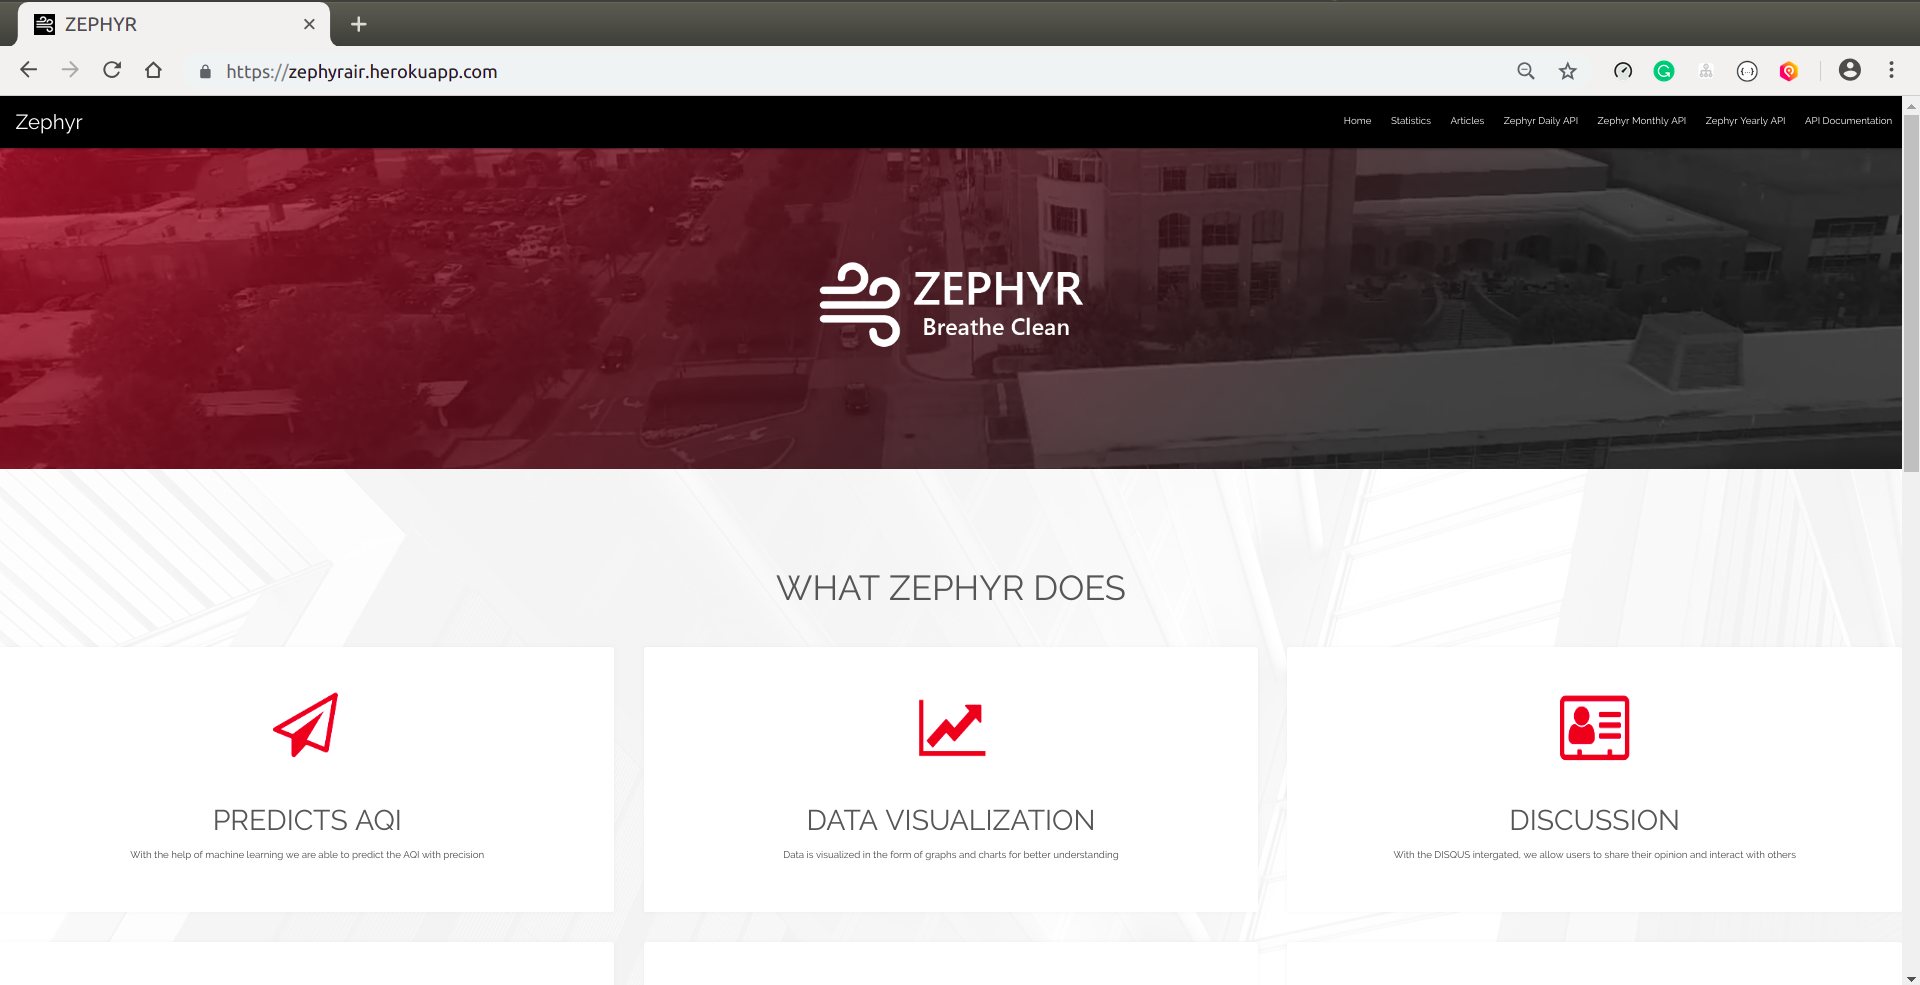 ZEPHYR
https://zephyrair.herokuapp.com
Zephyr
Home Statistics Articles Zephyr Daily API Zephyr Monthly API Zephyr Yearly API API Documentation
ZEPHYR
Breathe Clean
WHAT ZEPHYR DOES
PREDICTS AQI
With the help of machine learning we are able to predict the AQI with precision
DATA VISUALIZATION
Data is visualized in the form of graphs and charts for better understanding
DISCUSSION
With the DISQUS intergated, we allow users to share their opinion and interact with others